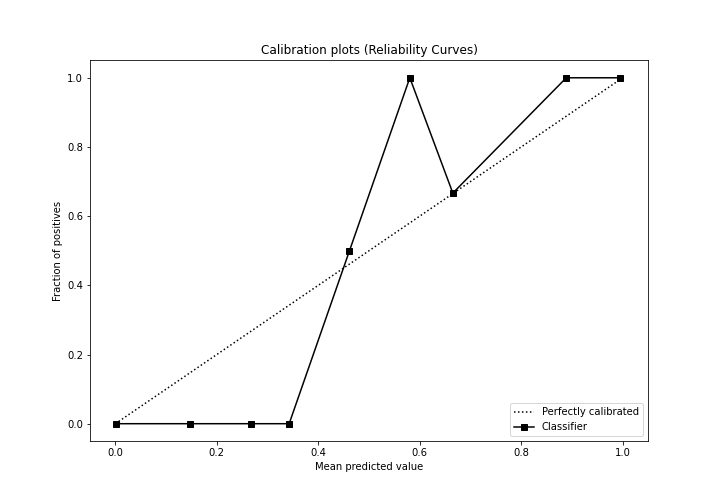 Calibration plots (Reliability Curves)
1.0
0.8
0.6
0.4
0.2
0.0
Fraction of positives
0.0 0.2 0.4 0.6 0.8 1.0
Mean predicted value
Perfectly calibrated
Classifier